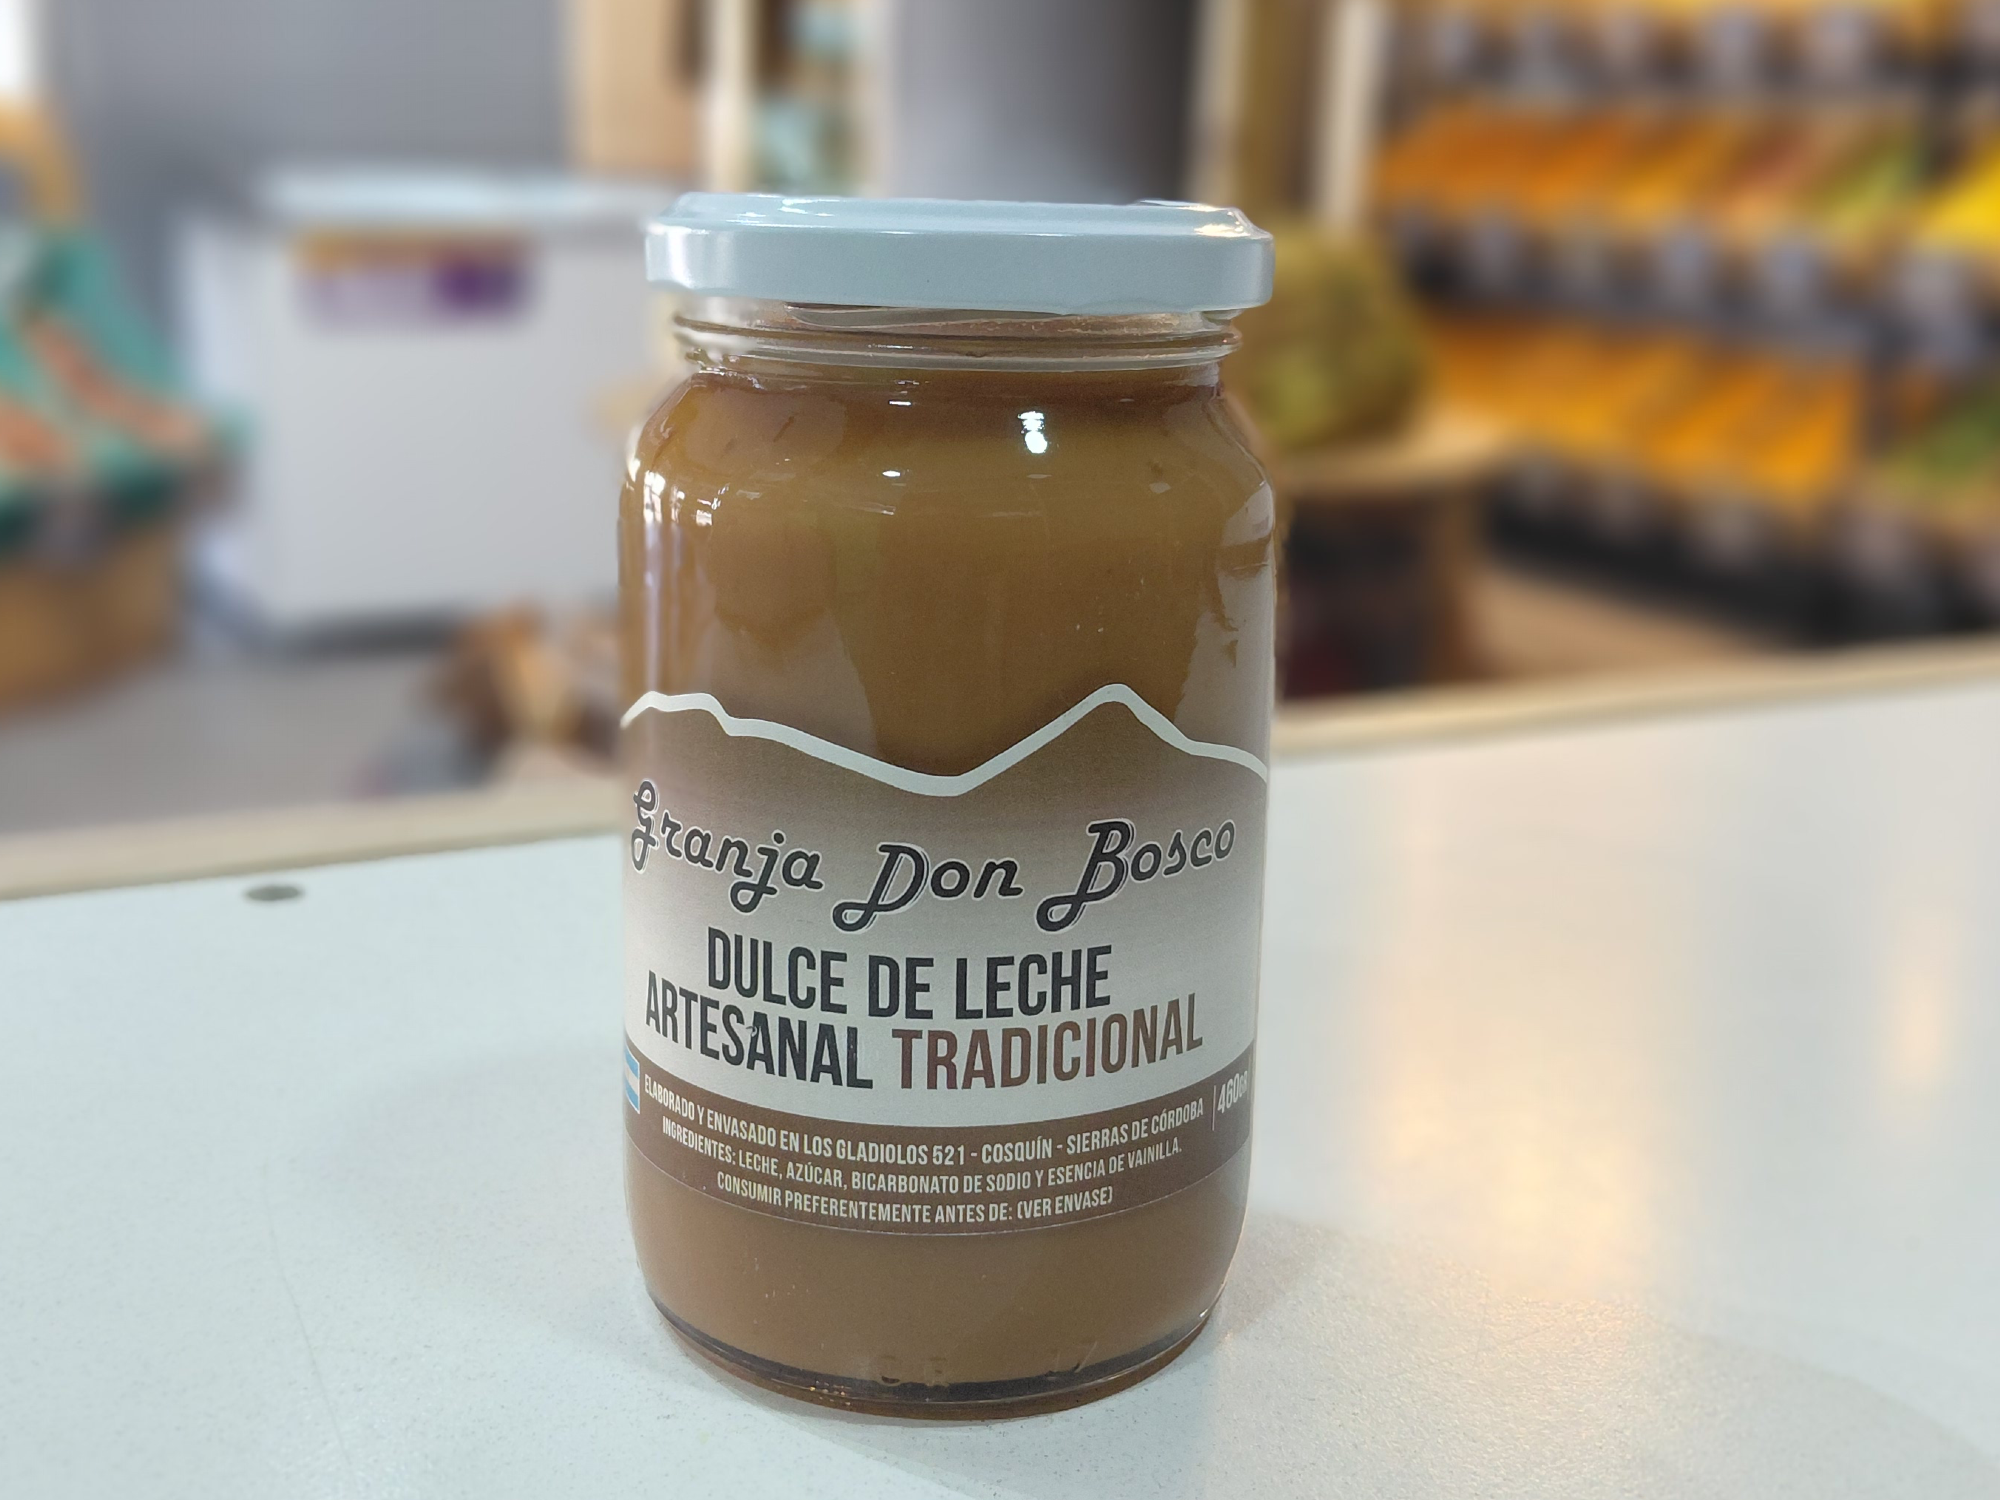 Granja Don Bosco
DULCE DE LECHE
ARTESANAL TRADICIONAL
ELABORADO Y ENVASADO EN LOS GLADIOLOS 521 - COSQUÍN - SIERRAS DE CÓRDOBA
460GR
INGREDIENTES: LECHE, AZÚCAR, BICARBONATO DE SODIO Y ESENCIA DE VAINILLA.
CONSUMIR PREFERENTEMENTE ANTES DE: (VER ENVASE)